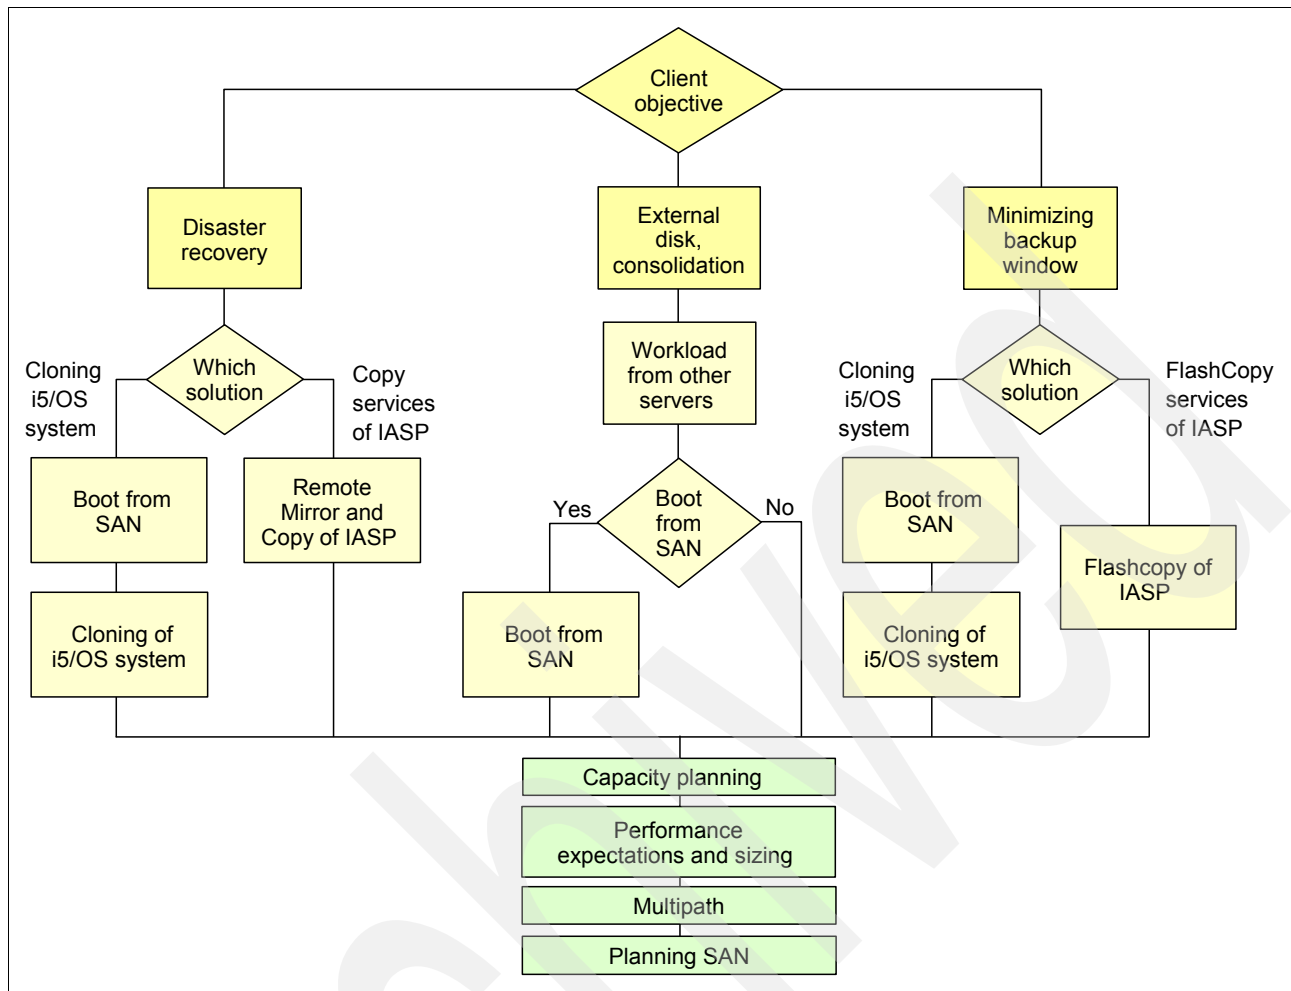 Client
objective
Disaster
recovery
External
disk,
consolidation
Minimizing
backup
window
Cloning
i5/OS
system
Which
solution
Copy
services
of IASP
Workload
from other
servers
Cloning
i5/OS
system
Which
solution
FlashCopy
services
of IASP
Boot from
SAN
Remote
Mirror and
Copy of IASP
Yes
Boot
from
SAN
No
Boot from
SAN
Flashcopy of
IASP
Cloning of
i5/OS system
Boot from
SAN
Cloning of
i5/OS system
Capacity planning
Performance
expectations and sizing
Multipath
Planning SAN